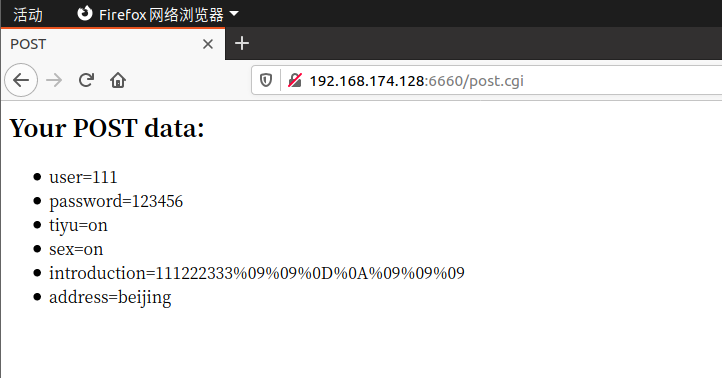 活动 Firefox 网络浏览器
POST
192.168.174.128:6660/post.cgi
Your POST data:
user=111
password=123456
tiyu=on
sex=on
introduction=111222333%09%09%0D%0A%09%09%09
address=beijing